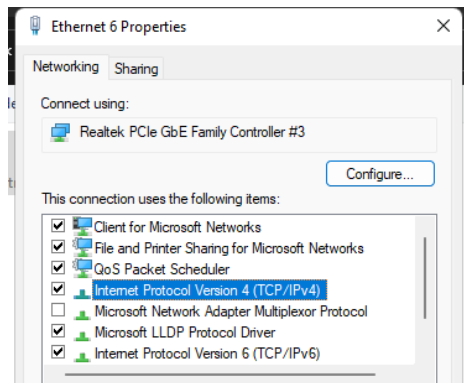 Ethernet 6 Properties
Networking
Sharing
Connect using:
Realtek PCIe GbE Family Controller #3
Configure...
This connection uses the following items:
Client for Microsoft Networks
File and Printer Sharing for Microsoft Networks
QoS Packet Scheduler
Internet Protocol Version 4 (TCP/IPv4)
Microsoft Network Adapter Multiplexor Protocol
Microsoft LLDP Protocol Driver
Internet Protocol Version 6 (TCP/IPv6)